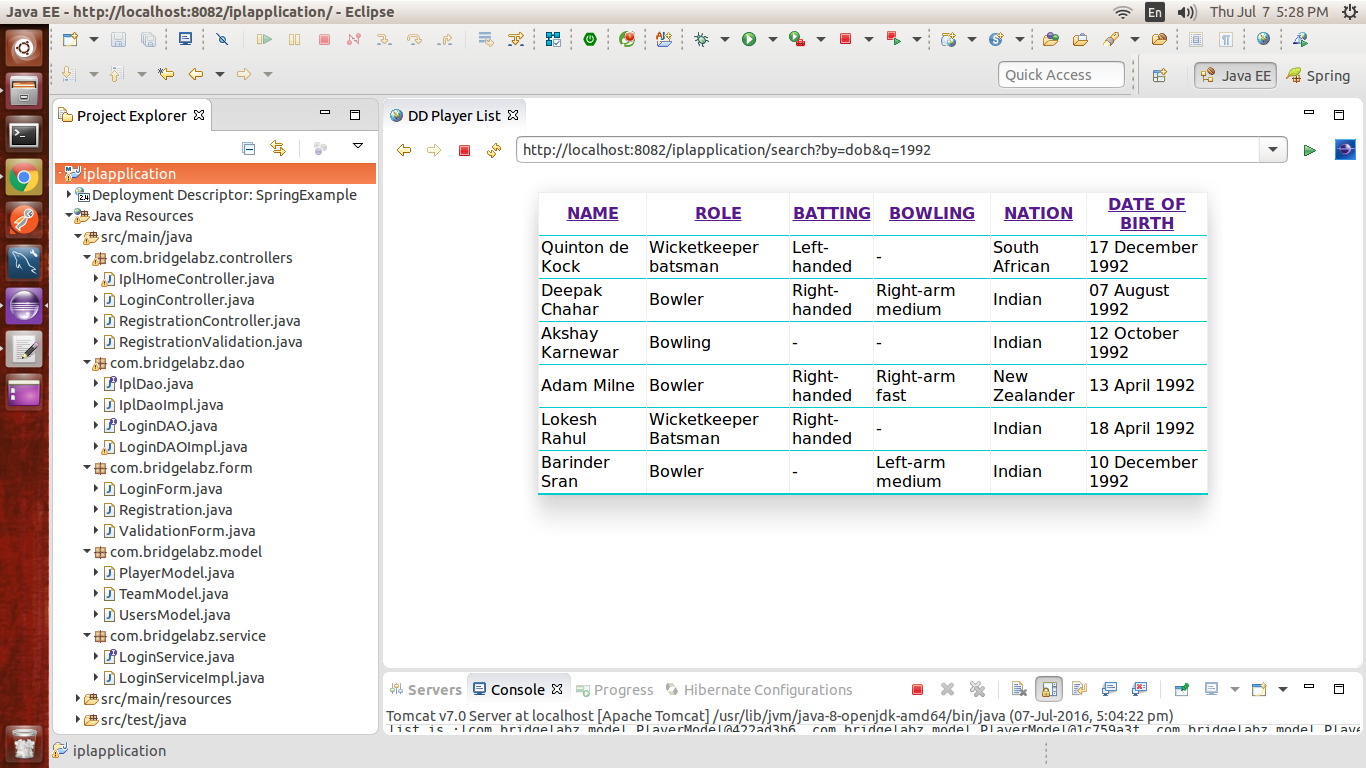 Java EE - http://localhost:8082/iplapplication/ - Eclipse
En
Thu Jul 7 5:28 PM
Quick Access
Java EE
Spring
Project Explorer
iplapplication
Deployment Descriptor: SpringExample
Java Resources
src/main/java
com.bridgelabz.controllers
IplHomeController.java
LoginController.java
RegistrationController.java
RegistrationValidation.java
com.bridgelabz.dao
IplDao.java
IplDaoImpl.java
LoginDAO.java
LoginDAOImpl.java
com.bridgelabz.form
LoginForm.java
Registration.java
ValidationForm.java
com.bridgelabz.model
PlayerModel.java
TeamModel.java
UsersModel.java
com.bridgelabz.service
LoginService.java
LoginServiceImpl.java
src/main/resources
src/test/java
DD Player List
http://localhost:8082/iplapplication/search?by=dob&q=1992
NAME ROLE BATTING BOWLING NATION DATE OF
BIRTH
Quinton de Wicketkeeper Left- - South 17 December
Kock batsman handed African 1992
Deepak Bowler Right- Right-arm Indian 07 August
Chahar handed medium 1992
Akshay Bowling - - Indian 12 October
Karnewar 1992
Adam Milne Bowler Right- Right-arm New 13 April 1992
handed fast Zealander
Lokesh Wicketkeeper Right- - Indian 18 April 1992
Rahul Batsman handed
Barinder Bowler - Left-arm Indian 10 December
Sran medium 1992
Servers Console Progress Hibernate Configurations
Tomcat v7.0 Server at localhost [Apache Tomcat] /usr/lib/jvm/java-8-openjdk-amd64/bin/java (07-Jul-2016, 5:04:22 pm)
list is :[com.bridgelabz.model.PlayerModel@422ad3b6, com.bridgelabz.model.PlayerModel@1c759a3f, com.bridgelabz.model.Playe
iplapplication